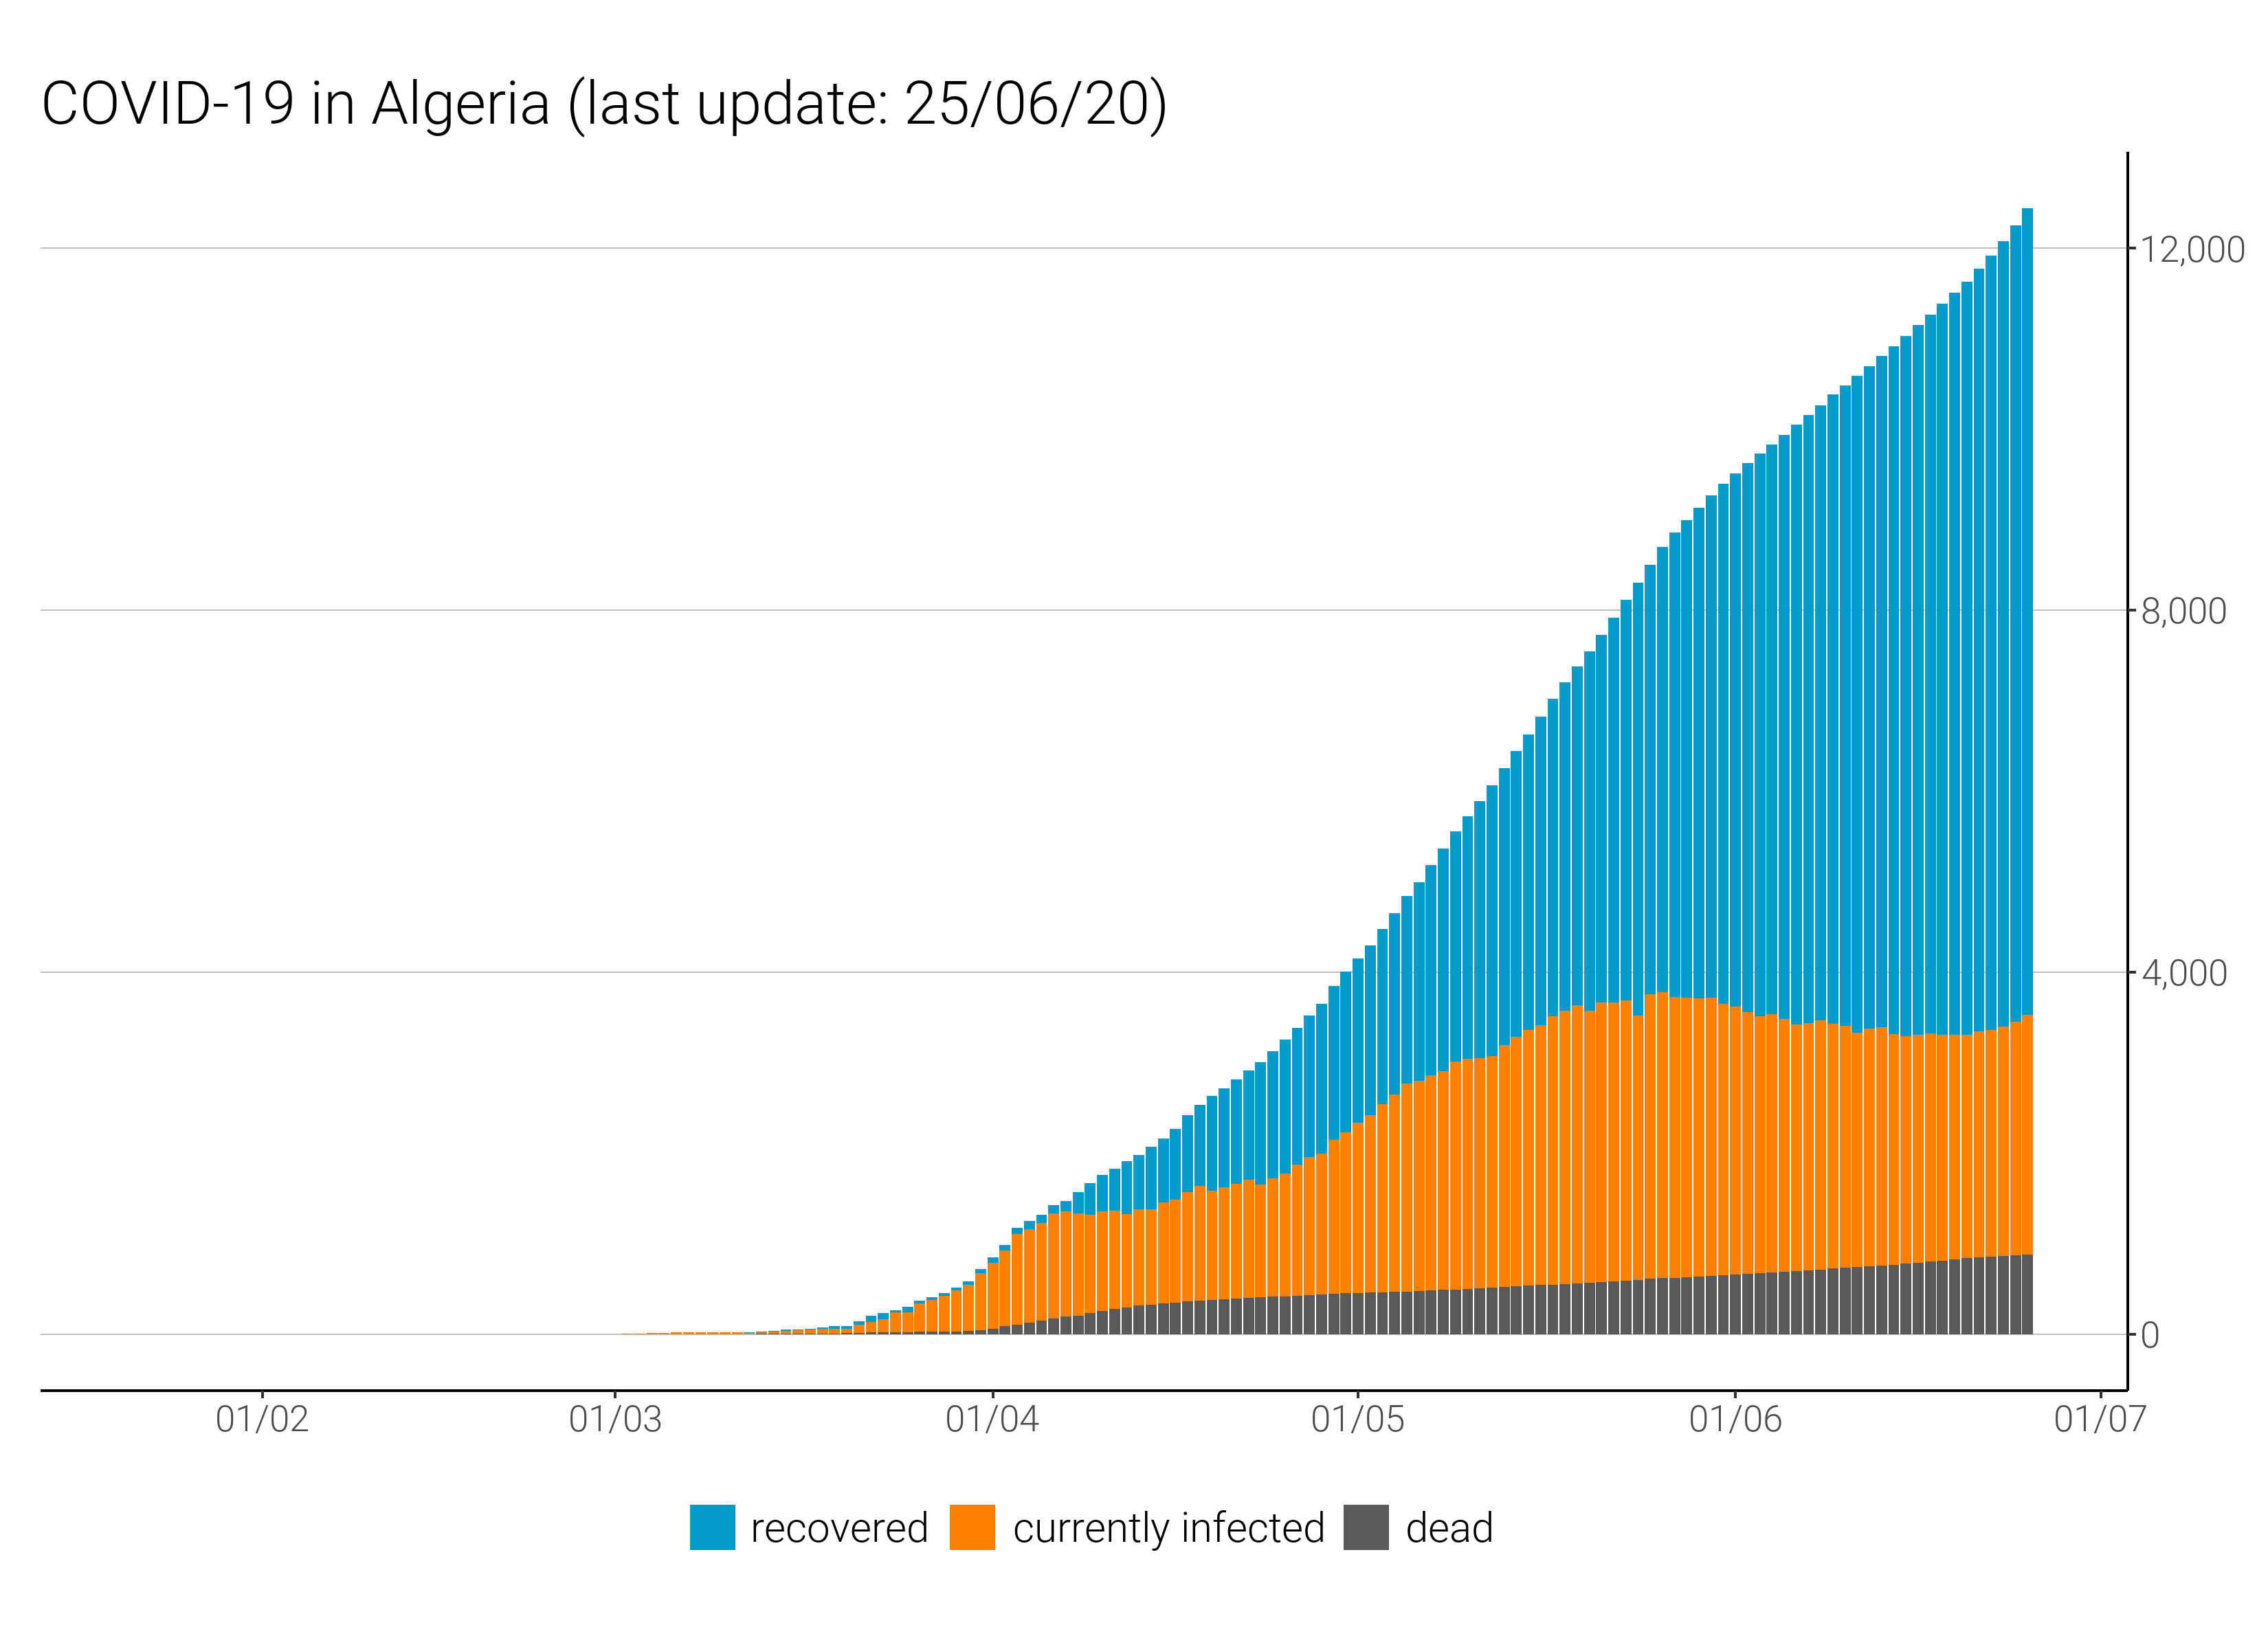 COVID-19 in Algeria (last update: 25/06/20)
12,000
8,000
4,000
0
01/02 01/03 01/04 01/05 01/06 01/07
recovered currently infected dead